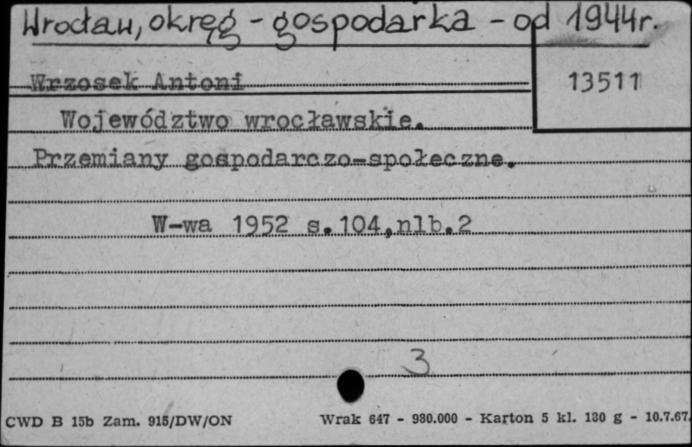 Wrocław, okręg - gospodarka - od 1944r.
Wrzosek Antoni
13511
Województwo wrocławskie.
Przemiany gospodarczo-społeczne.
W-wa 1952 s.104,nlb.2
3
CWD B 15b Zam. 915/DW/ON Wrak 647 - 980.000 - Karton 5 kl. 180 g - 10.7.67.